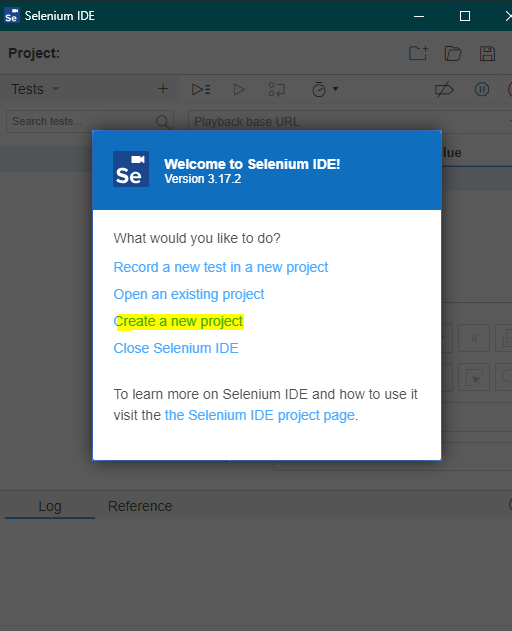 Selenium IDE
Project:
Tests
Search tests...
Playback base URL
lue
Se
Welcome to Selenium IDE!
Version 3.17.2
What would you like to do?
Record a new test in a new project
Open an existing project
Create a new project
Close Selenium IDE
To learn more on Selenium IDE and how to use it
visit the the Selenium IDE project page.
//
Log Reference